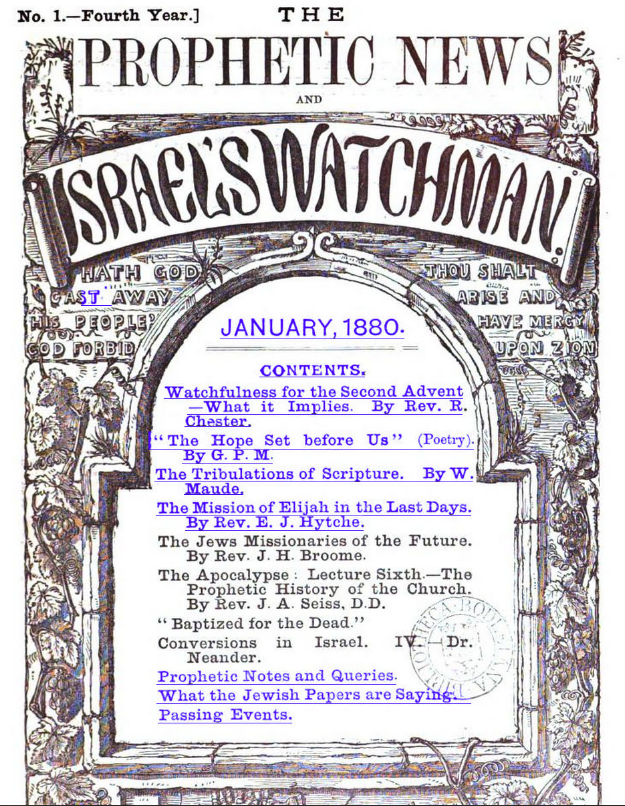 No. 1.—Fourth Year.] THE
PROPHETIC NEWS
AND
ISRAEL'S WATCHMAN.
HATH GOD
CAST AWAY
HIS PEOPLE?
GOD FORBID
THOU SHALT
ARISE AND
HAVE MERCY
UPON ZION
JANUARY, 1880.
CONTENTS.
Watchfulness for the Second Advent
—What it Implies. By Rev. R.
Chester.
"The Hope Set before Us" (Poetry).
By G. P. M.
The Tribulations of Scripture. By W.
Maude.
The Mission of Elijah in the Last Days.
By Rev. E. J. Hytche.
The Jews Missionaries of the Future.
By Rev. J. H. Broome.
The Apocalypse: Lecture Sixth.—The
Prophetic History of the Church.
By Rev. J. A. Seiss, D.D.
"Baptized for the Dead."
Conversions in Israel. IV.—Dr.
Neander.
Prophetic Notes and Queries.
What the Jewish Papers are Saying.
Passing Events.